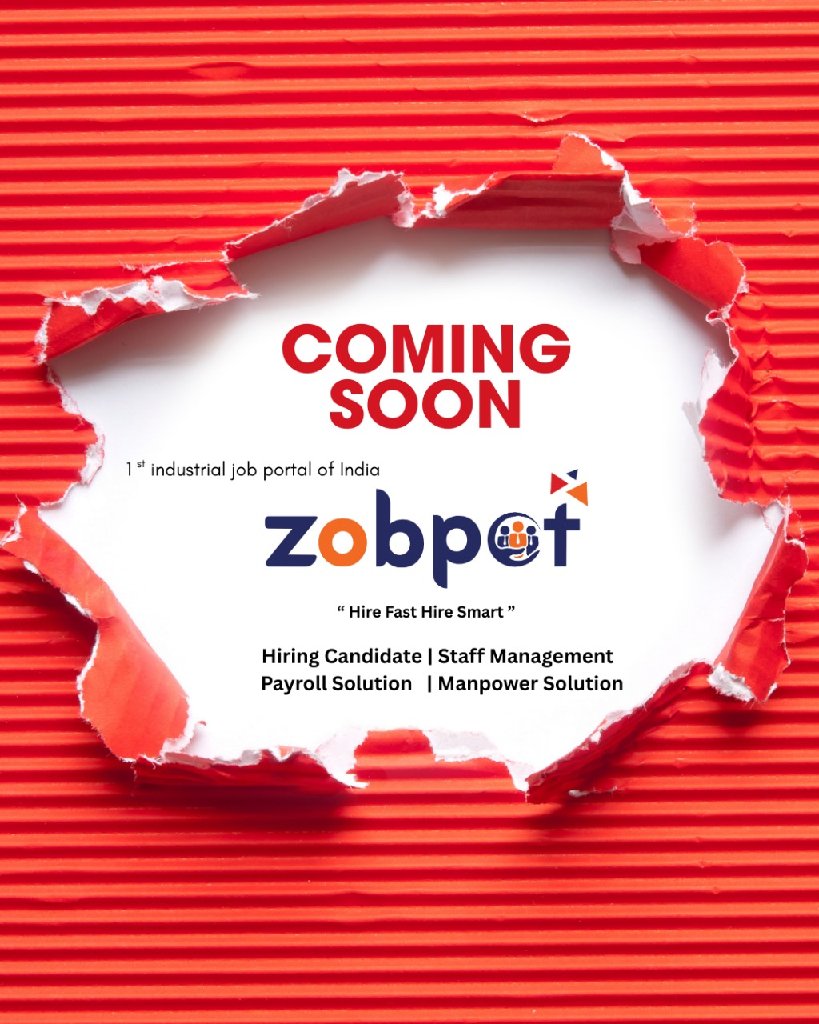 COMING
SOON
1st industrial job portal of India
zobpot
“ Hire Fast Hire Smart ”
Hiring Candidate | Staff Management
Payroll Solution | Manpower Solution